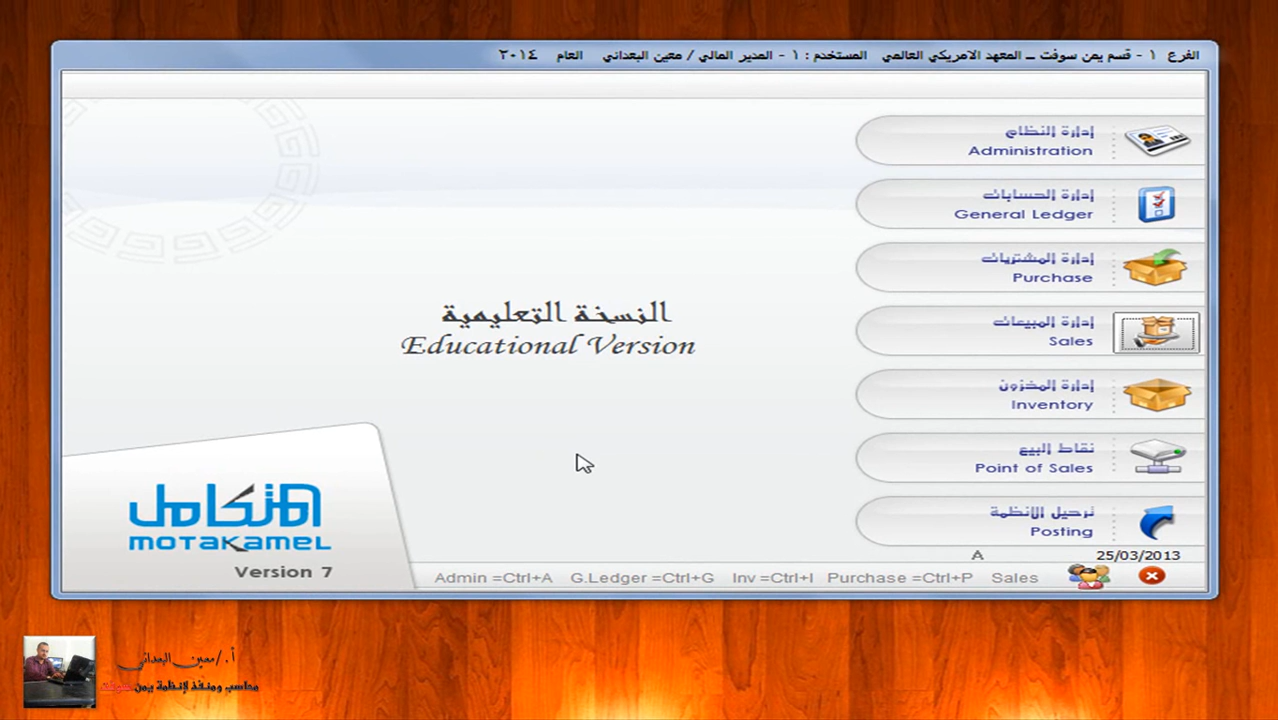 الفرع ١ - قسم يمن سوفت ــ المعهد الامريكي العالمي المستخدم : ١ - المدير المالي / معين البعداني العام ٢٠١٤
إدارة النظام
Administration
إدارة الحسابات
General Ledger
إدارة المشتريات
Purchase
إدارة المبيعات
Sales
إدارة المخزون
Inventory
نقاط البيع
Point of Sales
ترحيل الانظمة
Posting
النسخة التعليمية
Educational Version
المتكامل
MOTAKAMEL
Version 7
A 25/03/2013
Admin =Ctrl+A G.Ledger =Ctrl+G Inv =Ctrl+I Purchase =Ctrl+P Sales
أ./معين البعداني
محاسب ومنفذ لإنظمة يمن سوفت